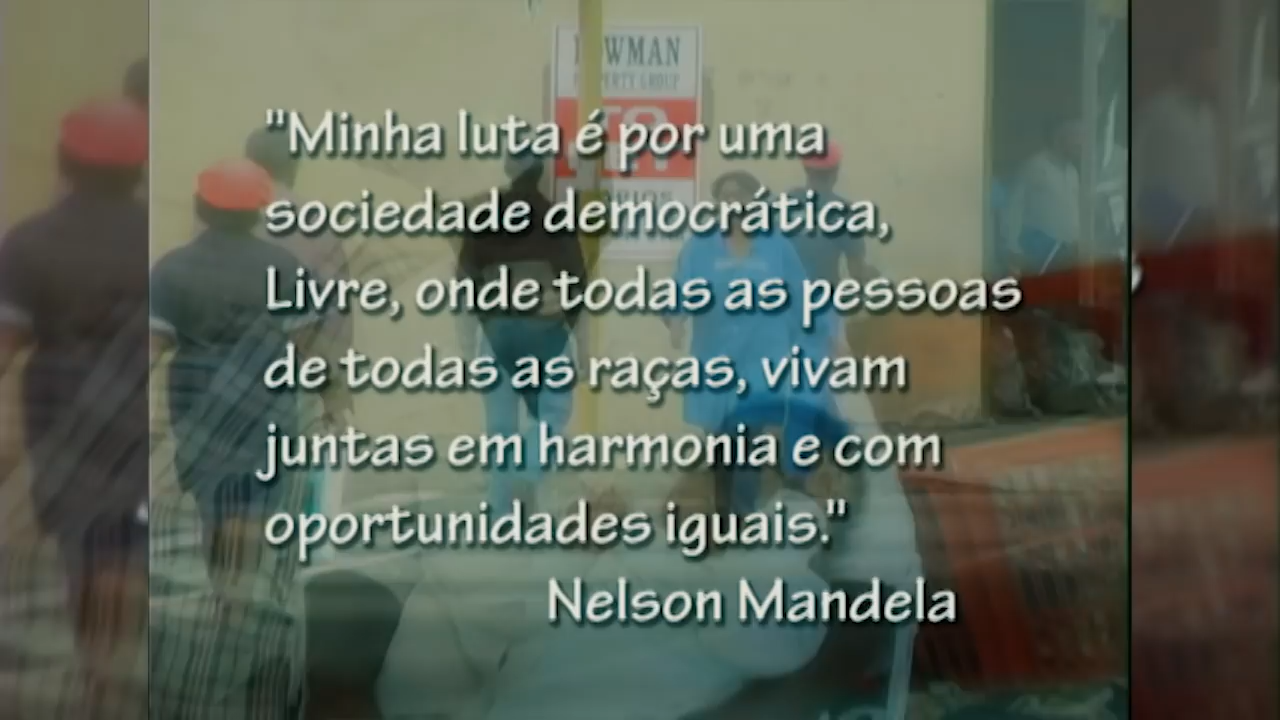 WMAN
"Minha luta é por uma
sociedade democrática,
Livre, onde todas as pessoas
de todas as raças, vivam
juntas em harmonia e com
oportunidades iguais."
Nelson Mandela